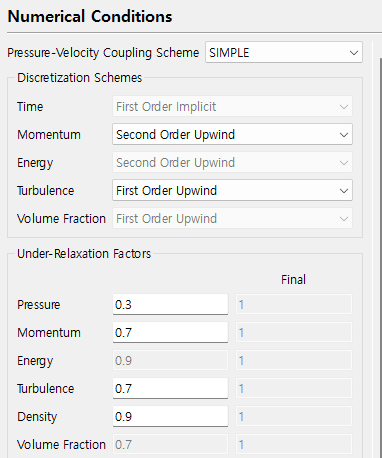 Numerical Conditions
Pressure-Velocity Coupling Scheme SIMPLE
Discretization Schemes
Time First Order Implicit
Momentum Second Order Upwind
Energy Second Order Upwind
Turbulence First Order Upwind
Volume Fraction First Order Upwind
Under-Relaxation Factors
Final
Pressure 0.3 1
Momentum 0.7 1
Energy 0.9 1
Turbulence 0.7 1
Density 0.9 1
Volume Fraction 0.7 1